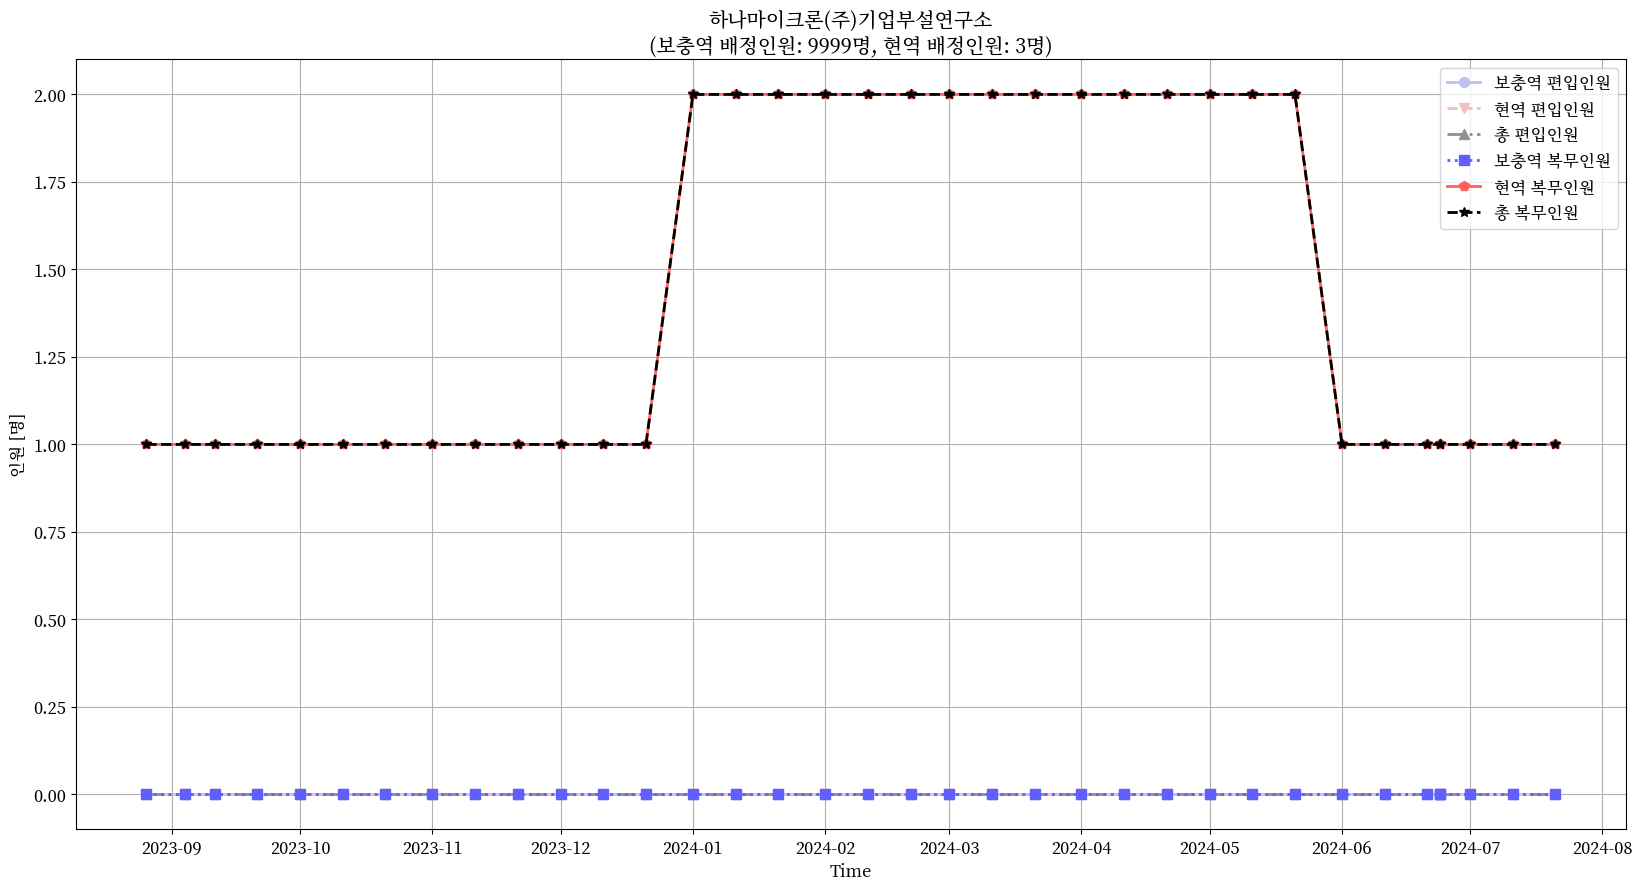 하나마이크론(주)기업부설연구소
(보충역 배정인원: 9999명, 현역 배정인원: 3명)
보충역 편입인원
현역 편입인원
총 편입인원
보충역 복무인원
현역 복무인원
총 복무인원
인원 [명]
2.00
1.75
1.50
1.25
1.00
0.75
0.50
0.25
0.00
2023-09 2023-10 2023-11 2023-12 2024-01 2024-02 2024-03 2024-04 2024-05 2024-06 2024-07 2024-08
Time